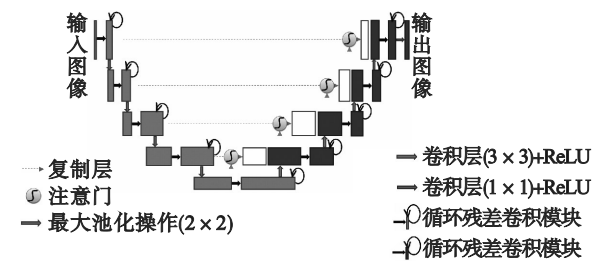 输入图像
输出图像
复制层
注意门
最大池化操作(2×2)
卷积层(3×3)+ReLU
卷积层(1×1)+ReLU
循环残差卷积模块
循环残差卷积模块